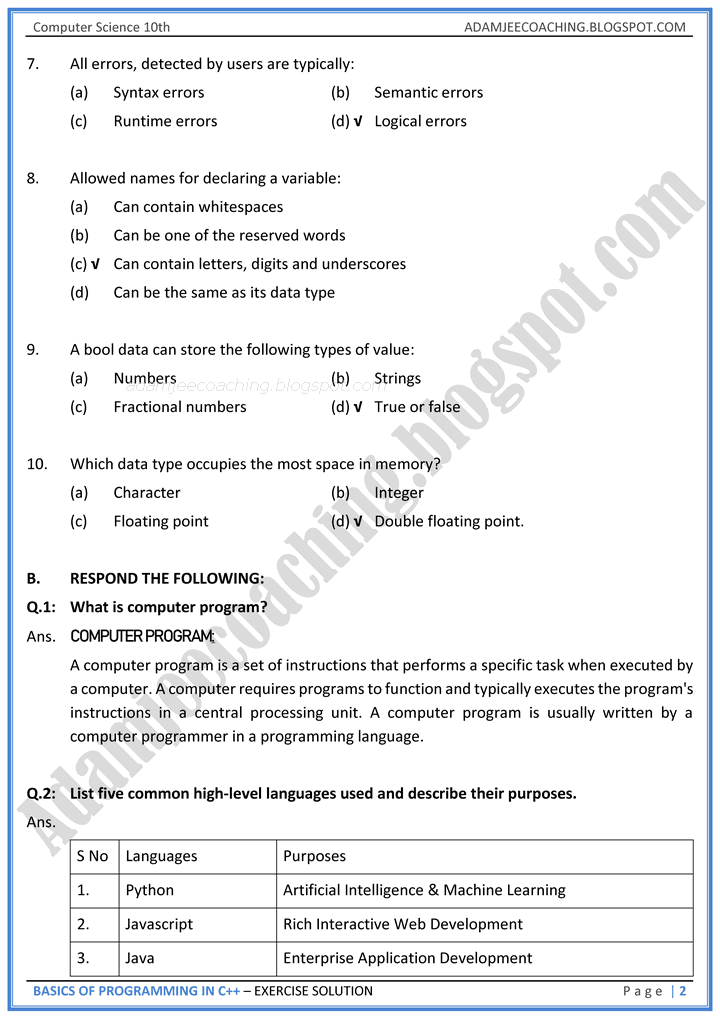 Computer Science 10th ADAMJEECOACHING.BLOGSPOT.COM
7. All errors, detected by users are typically:
(a) Syntax errors (b) Semantic errors
(c) Runtime errors (d) √ Logical errors
8. Allowed names for declaring a variable:
(a) Can contain whitespaces
(b) Can be one of the reserved words
(c) √ Can contain letters, digits and underscores
(d) Can be the same as its data type
9. A bool data can store the following types of value:
(a) Numbers (b) Strings
adamjeecoaching.blogspot.com
(c) Fractional numbers (d) √ True or false
10. Which data type occupies the most space in memory?
(a) Character (b) Integer
(c) Floating point (d) √ Double floating point.
Adamjeecoaching.blogspot.com
B. RESPOND THE FOLLOWING:
Q.1: What is computer program?
Ans. COMPUTER PROGRAM:
A computer program is a set of instructions that performs a specific task when executed by
a computer. A computer requires programs to function and typically executes the program's
instructions in a central processing unit. A computer program is usually written by a
computer programmer in a programming language.
Q.2: List five common high-level languages used and describe their purposes.
Ans.
S No Languages Purposes
1. Python Artificial Intelligence & Machine Learning
2. Javascript Rich Interactive Web Development
3. Java Enterprise Application Development
BASICS OF PROGRAMMING IN C++ – EXERCISE SOLUTION Page | 2